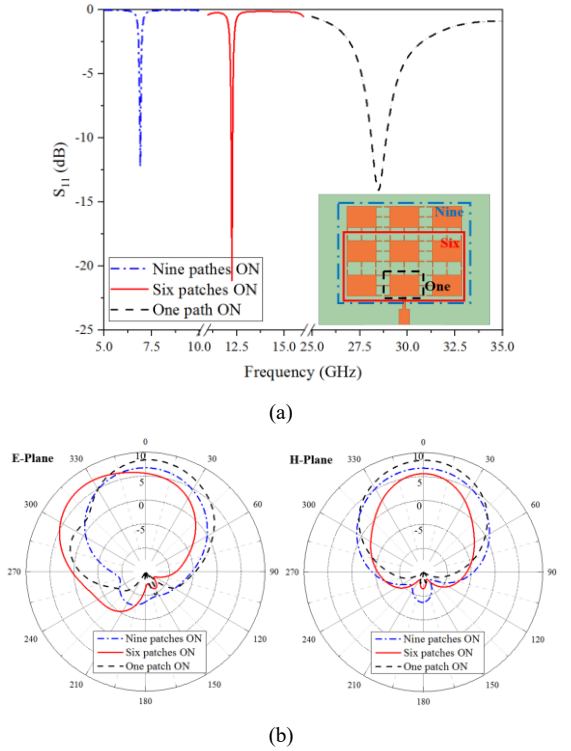 (a)
0
-5
-10
-15
-20
-25
S11 (dB)
Nine
Six
One
Nine pathes ON
Six patches ON
One path ON
5.0 7.5 10.0 12.5 15.0 25.0 27.5 30.0 32.5 35.0
Frequency (GHz)
(a)
E-Plane
0
30
60
90
120
150
180
210
240
270
300
330
10
5
0
-5
Nine patches ON
Six patches ON
One patch ON
H-Plane
0
30
60
90
120
150
180
210
240
270
300
330
10
5
0
-5
Nine patches ON
Six patches ON
One patch ON
(b)